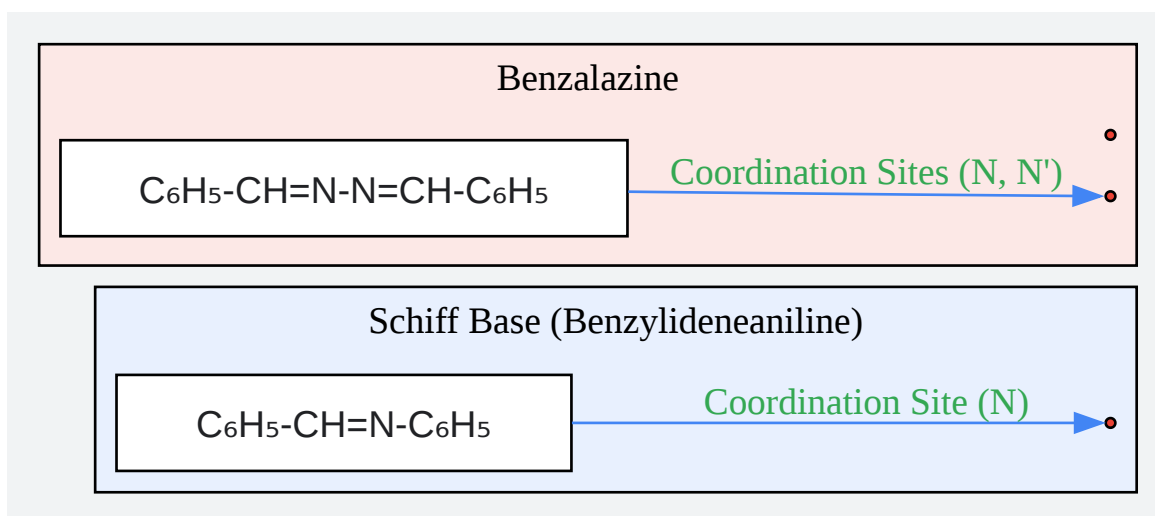 Benzalazine
C₆H₅-CH=N-N=CH-C₆H₅
Coordination Sites (N, N')
Schiff Base (Benzylideneaniline)
C₆H₅-CH=N-C₆H₅
Coordination Site (N)